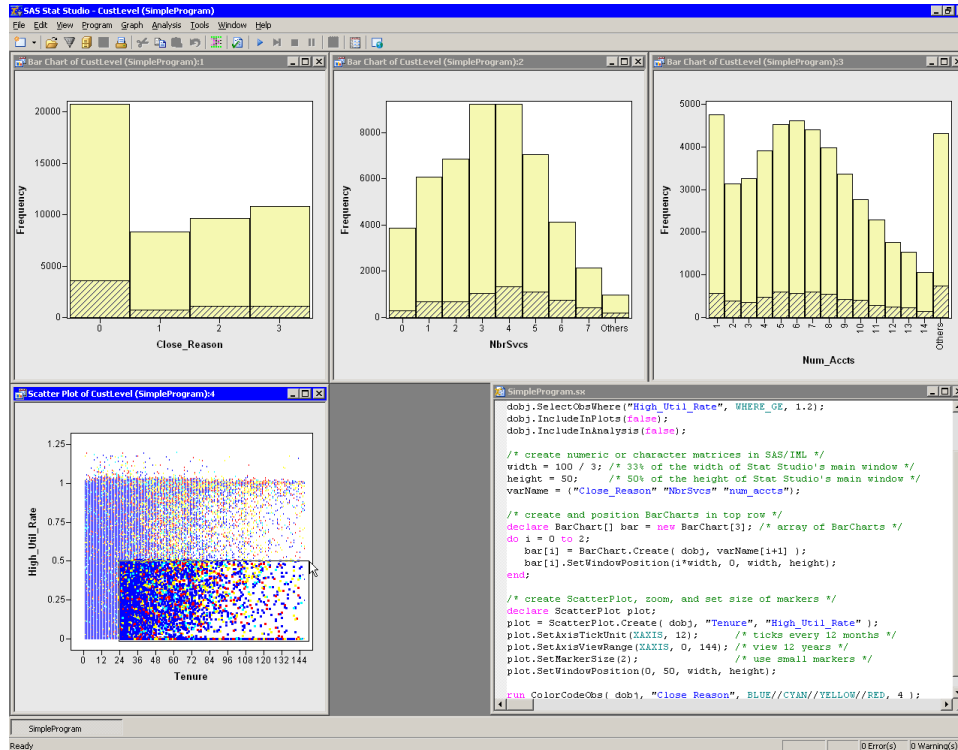 SAS Stat Studio - CustLevel (SimpleProgram)
File Edit View Program Graph Analysis Tools Window Help
Bar Chart of CustLevel (SimpleProgram):1
20000
15000
10000
5000
0
Frequency
0 1 2 3
Close_Reason
Bar Chart of CustLevel (SimpleProgram):2
8000
6000
4000
2000
0
Frequency
0 1 2 3 4 5 6 7 Others
NbrSvcs
Bar Chart of CustLevel (SimpleProgram):3
5000
4000
3000
2000
1000
0
Frequency
1 2 3 4 5 6 7 8 9 10 11 12 13 14 Others
Num_Accts
Scatter Plot of CustLevel (SimpleProgram):4
1.25
1
0.75
0.5
0.25
0
High_Util_Rate
0 12 24 36 48 60 72 84 96 108 120 132 144
Tenure
SimpleProgram.sx
dobj.SelectObsWhere("High_Util_Rate", WHERE_GE, 1.2);
dobj.IncludeInPlots(false);
dobj.IncludeInAnalysis(false);
/* create numeric or character matrices in SAS/IML */
width = 100 / 3; /* 33% of the width of Stat Studio's main window */
height = 50; /* 50% of the height of Stat Studio's main window */
varName = {"Close_Reason" "NbrSvcs" "num_accts"};
/* create and position BarCharts in top row */
declare BarChart[] bar = new BarChart[3]; /* array of BarCharts */
do i = 0 to 2;
bar[i] = BarChart.Create( dobj, varName[i+1] );
bar[i].SetWindowPosition(i*width, 0, width, height);
end;
/* create ScatterPlot, zoom, and set size of markers */
declare ScatterPlot plot;
plot = ScatterPlot.Create( dobj, "Tenure", "High_Util_Rate" );
plot.SetAxisTickUnit(XAXIS, 12); /* ticks every 12 months */
plot.SetAxisViewRange(XAXIS, 0, 144); /* view 12 years */
plot.SetMarkerSize(2); /* use small markers */
plot.SetWindowPosition(0, 50, width, height);
run ColorCodeObs( dobj, "Close_Reason", BLUE//CYAN//YELLOW//RED, 4 );
SimpleProgram
Ready
0 Error(s) 0 Warning(s)